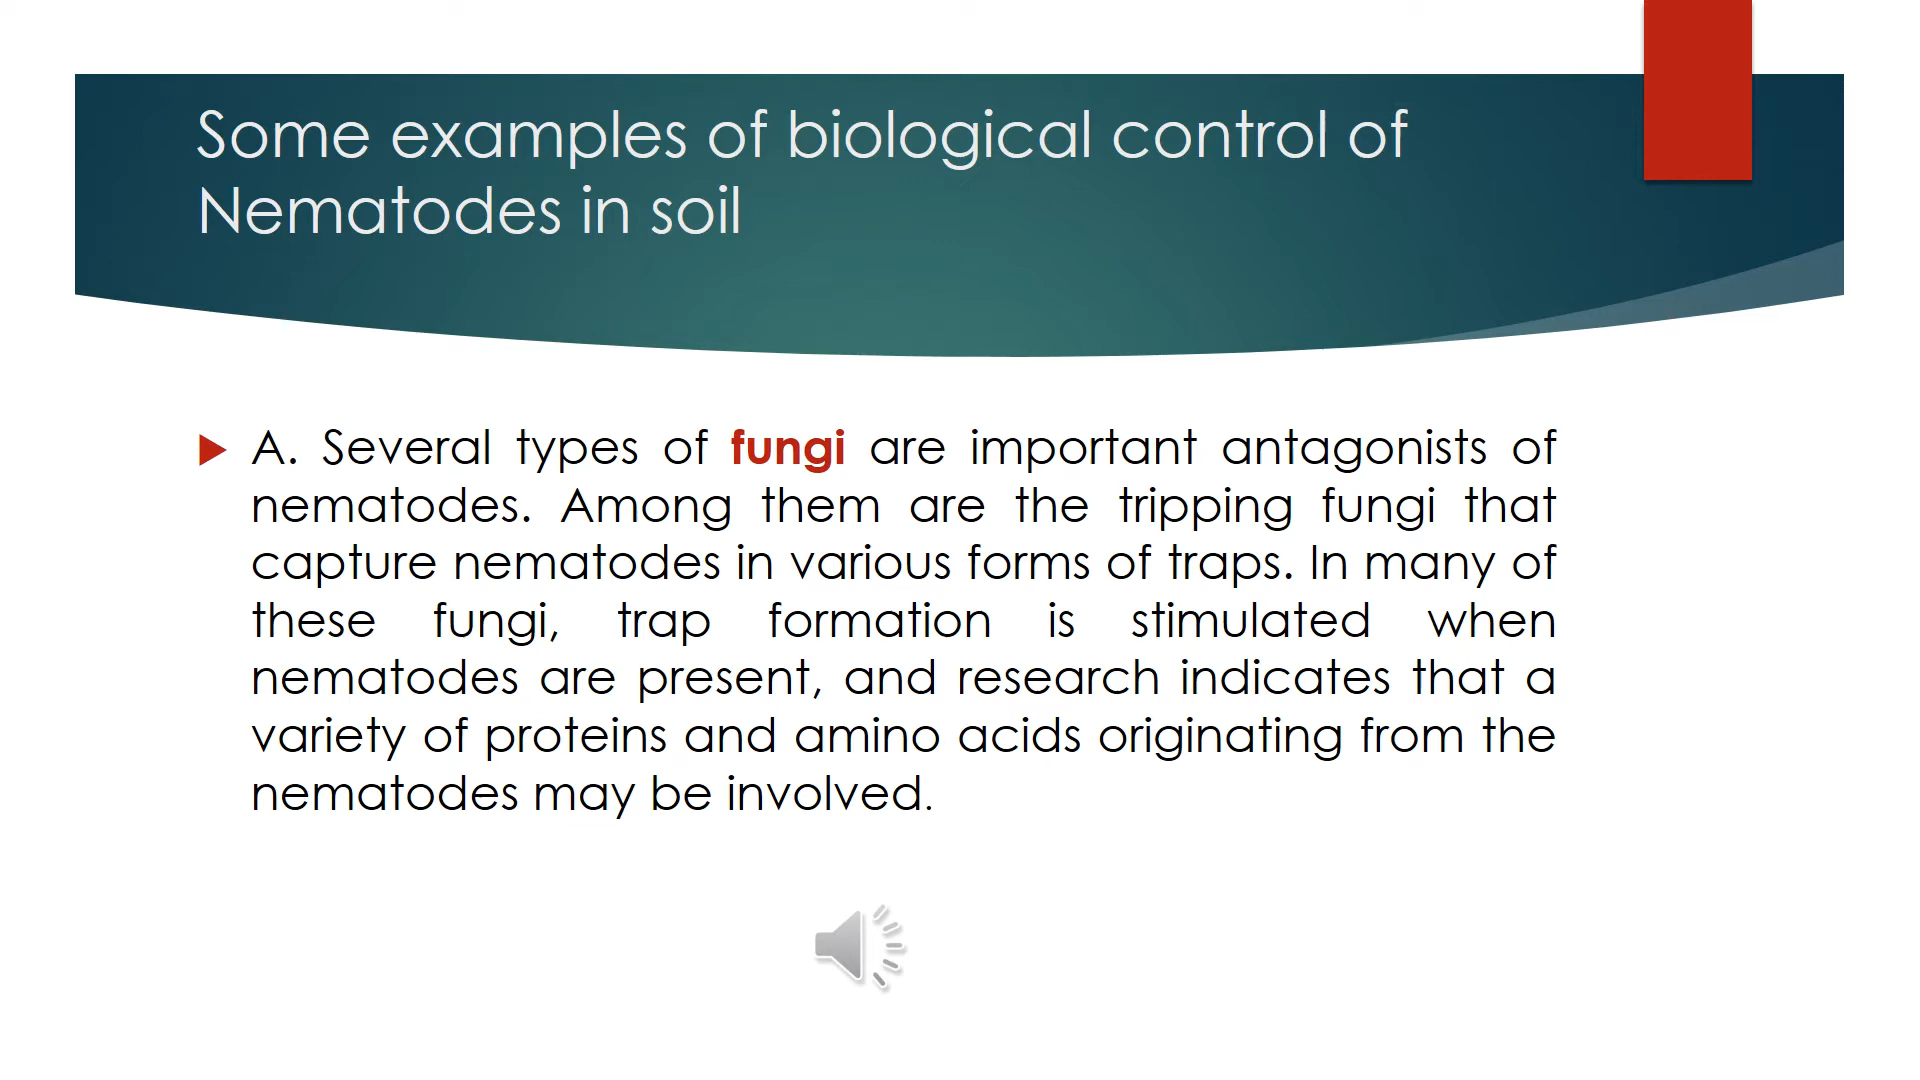 Some examples of biological control of
Nematodes in soil
A. Several types of fungi are important antagonists of
nematodes. Among them are the tripping fungi that
capture nematodes in various forms of traps. In many of
these fungi, trap formation is stimulated when
nematodes are present, and research indicates that a
variety of proteins and amino acids originating from the
nematodes may be involved.